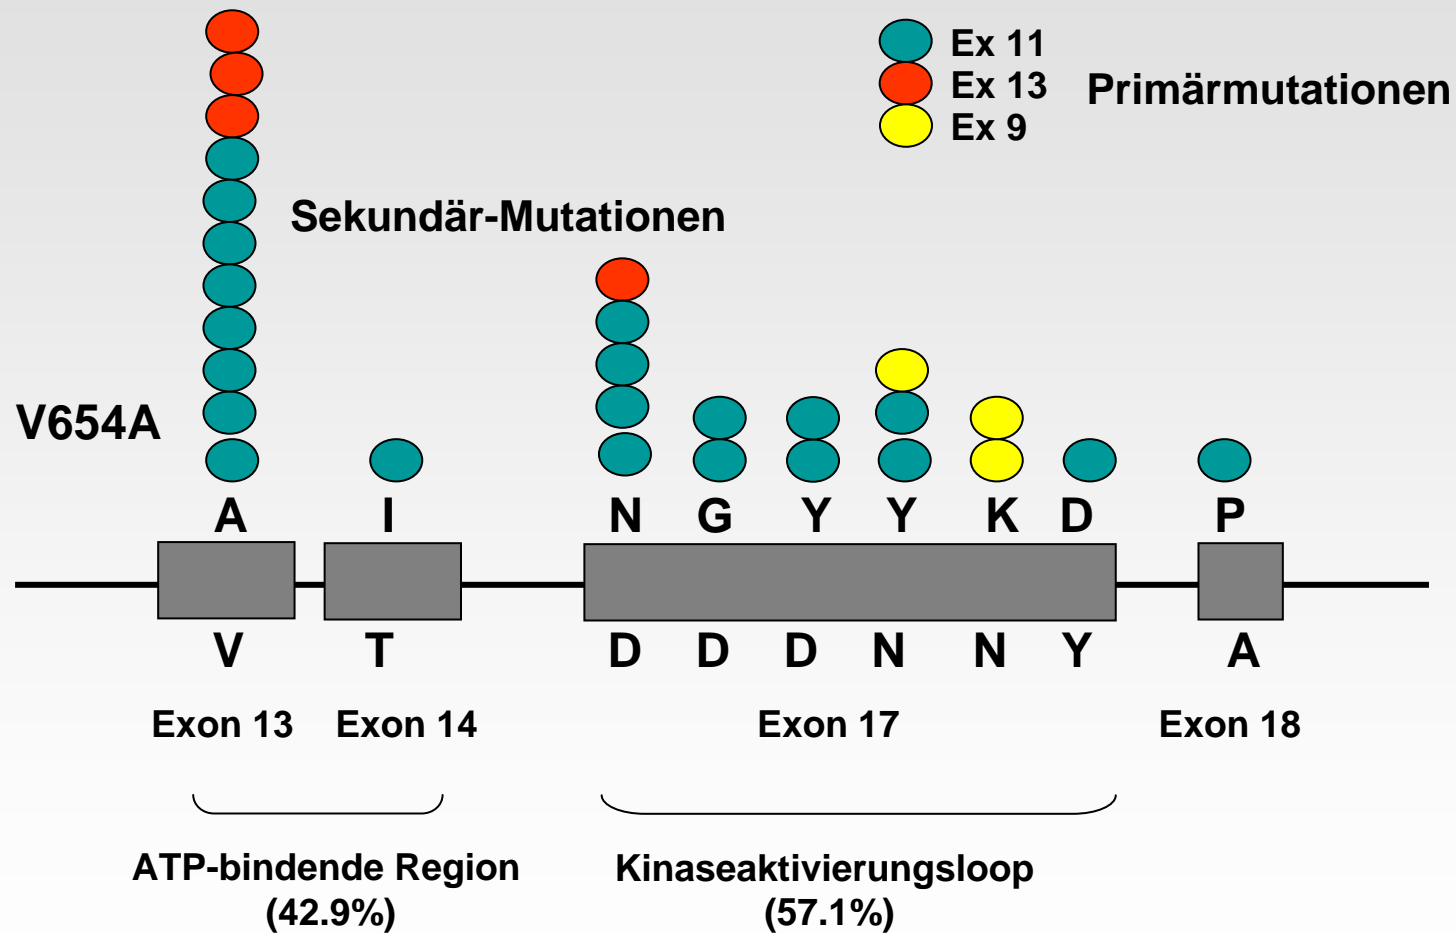 Ex 11
Ex 13
Ex 9
Primärmutationen
Sekundär-Mutationen
V654A
A I N G Y Y K D P
V T D D D N N Y A
Exon 13 Exon 14 Exon 17 Exon 18
ATP-bindende Region Kinaseaktivierungsloop
(42.9%) (57.1%)